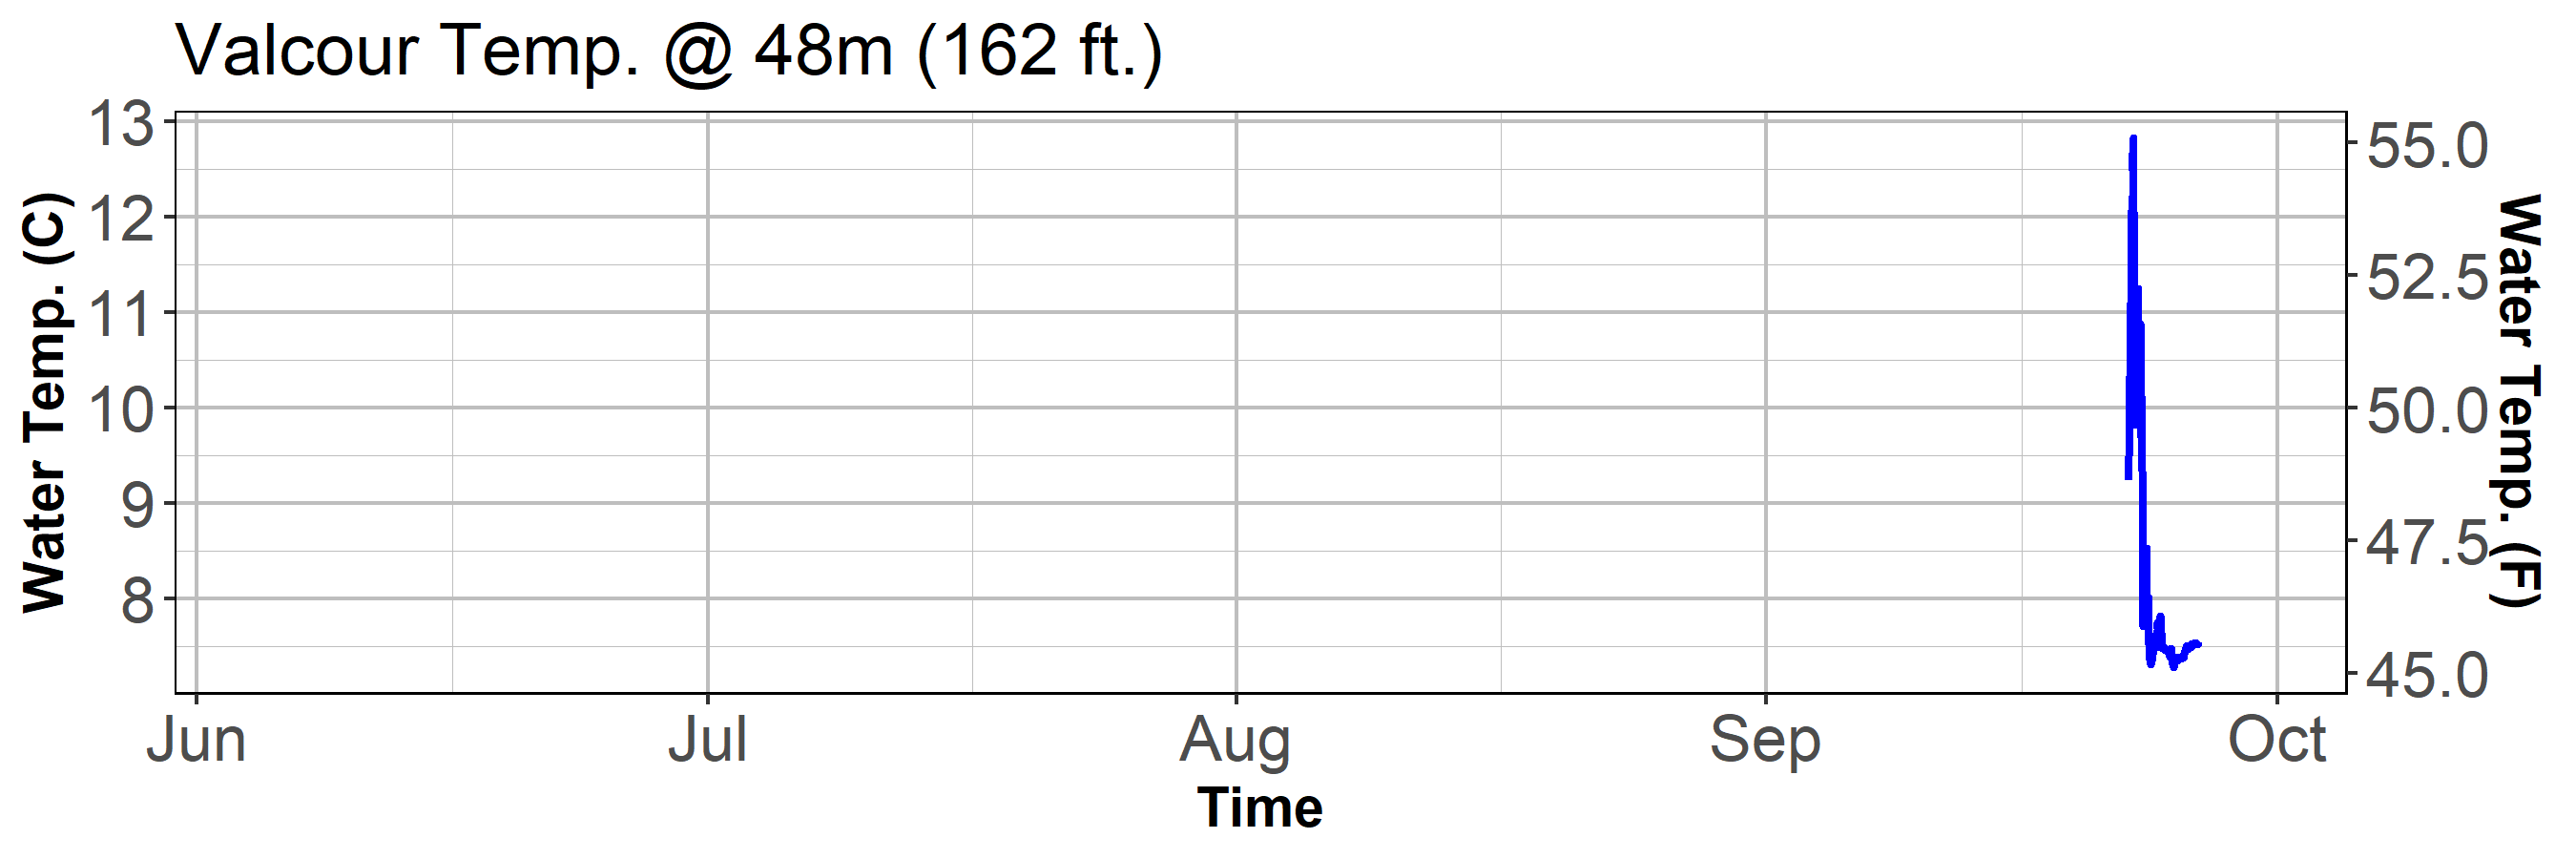 Valcour Temp. @ 48m (162 ft.)
Water Temp. (C)
13
12
11
10
9
8
55.0
52.5
50.0
47.5
45.0
Water Temp. (F)
Jun Jul Aug Sep Oct
Time